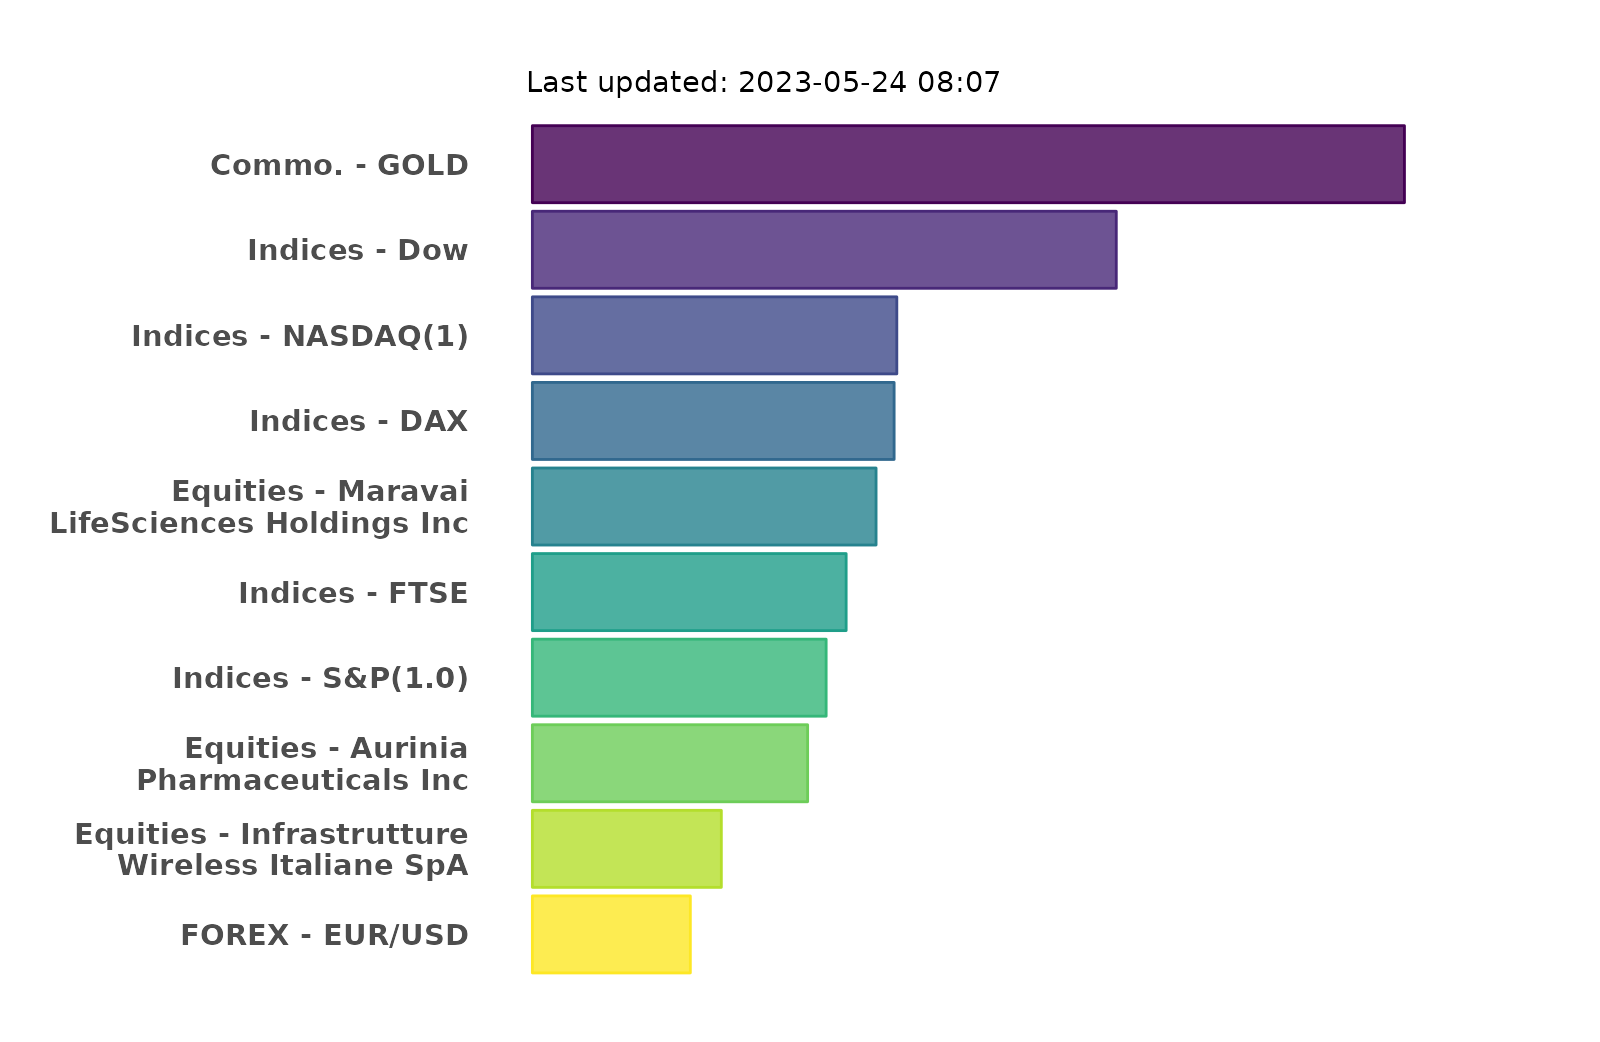 Last updated: 2023-05-24 08:07
Commo. - GOLD
Indices - Dow
Indices - NASDAQ(1)
Indices - DAX
Equities - Maravai
LifeSciences Holdings Inc
Indices - FTSE
Indices - S&P(1.0)
Equities - Aurinia
Pharmaceuticals Inc
Equities - Infrastrutture
Wireless Italiane SpA
FOREX - EUR/USD